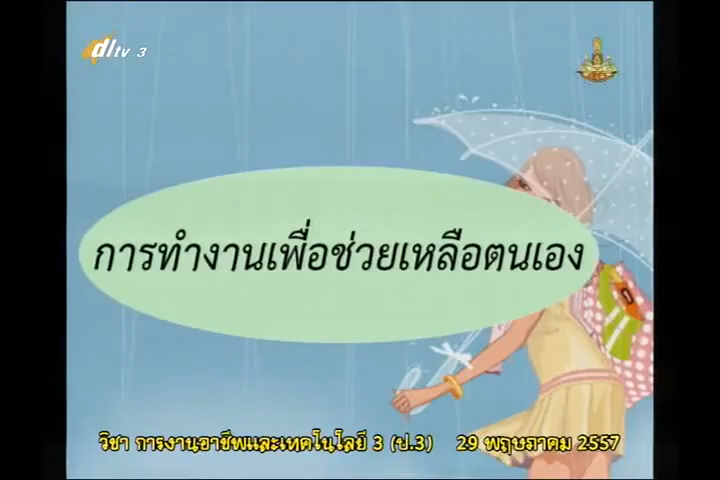 dltv 3
การทำงานเพื่อช่วยเหลือตนเอง
วิชา การงานอาชีพและเทคโนโลยี 3 (ป.3) 29 พฤษภาคม 2557